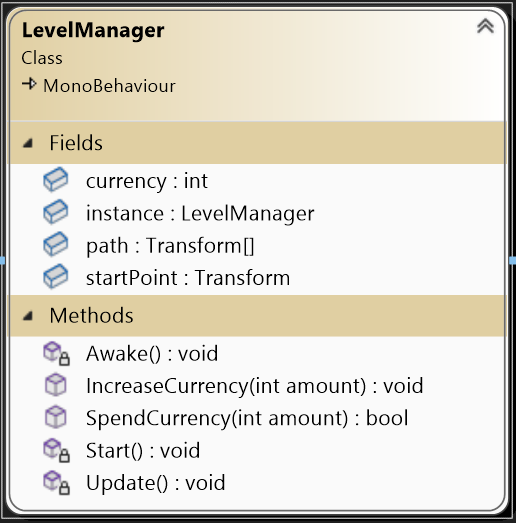 LevelManager
Class
MonoBehaviour
Fields
currency : int
instance : LevelManager
path : Transform[]
startPoint : Transform
Methods
Awake() : void
IncreaseCurrency(int amount) : void
SpendCurrency(int amount) : bool
Start() : void
Update() : void